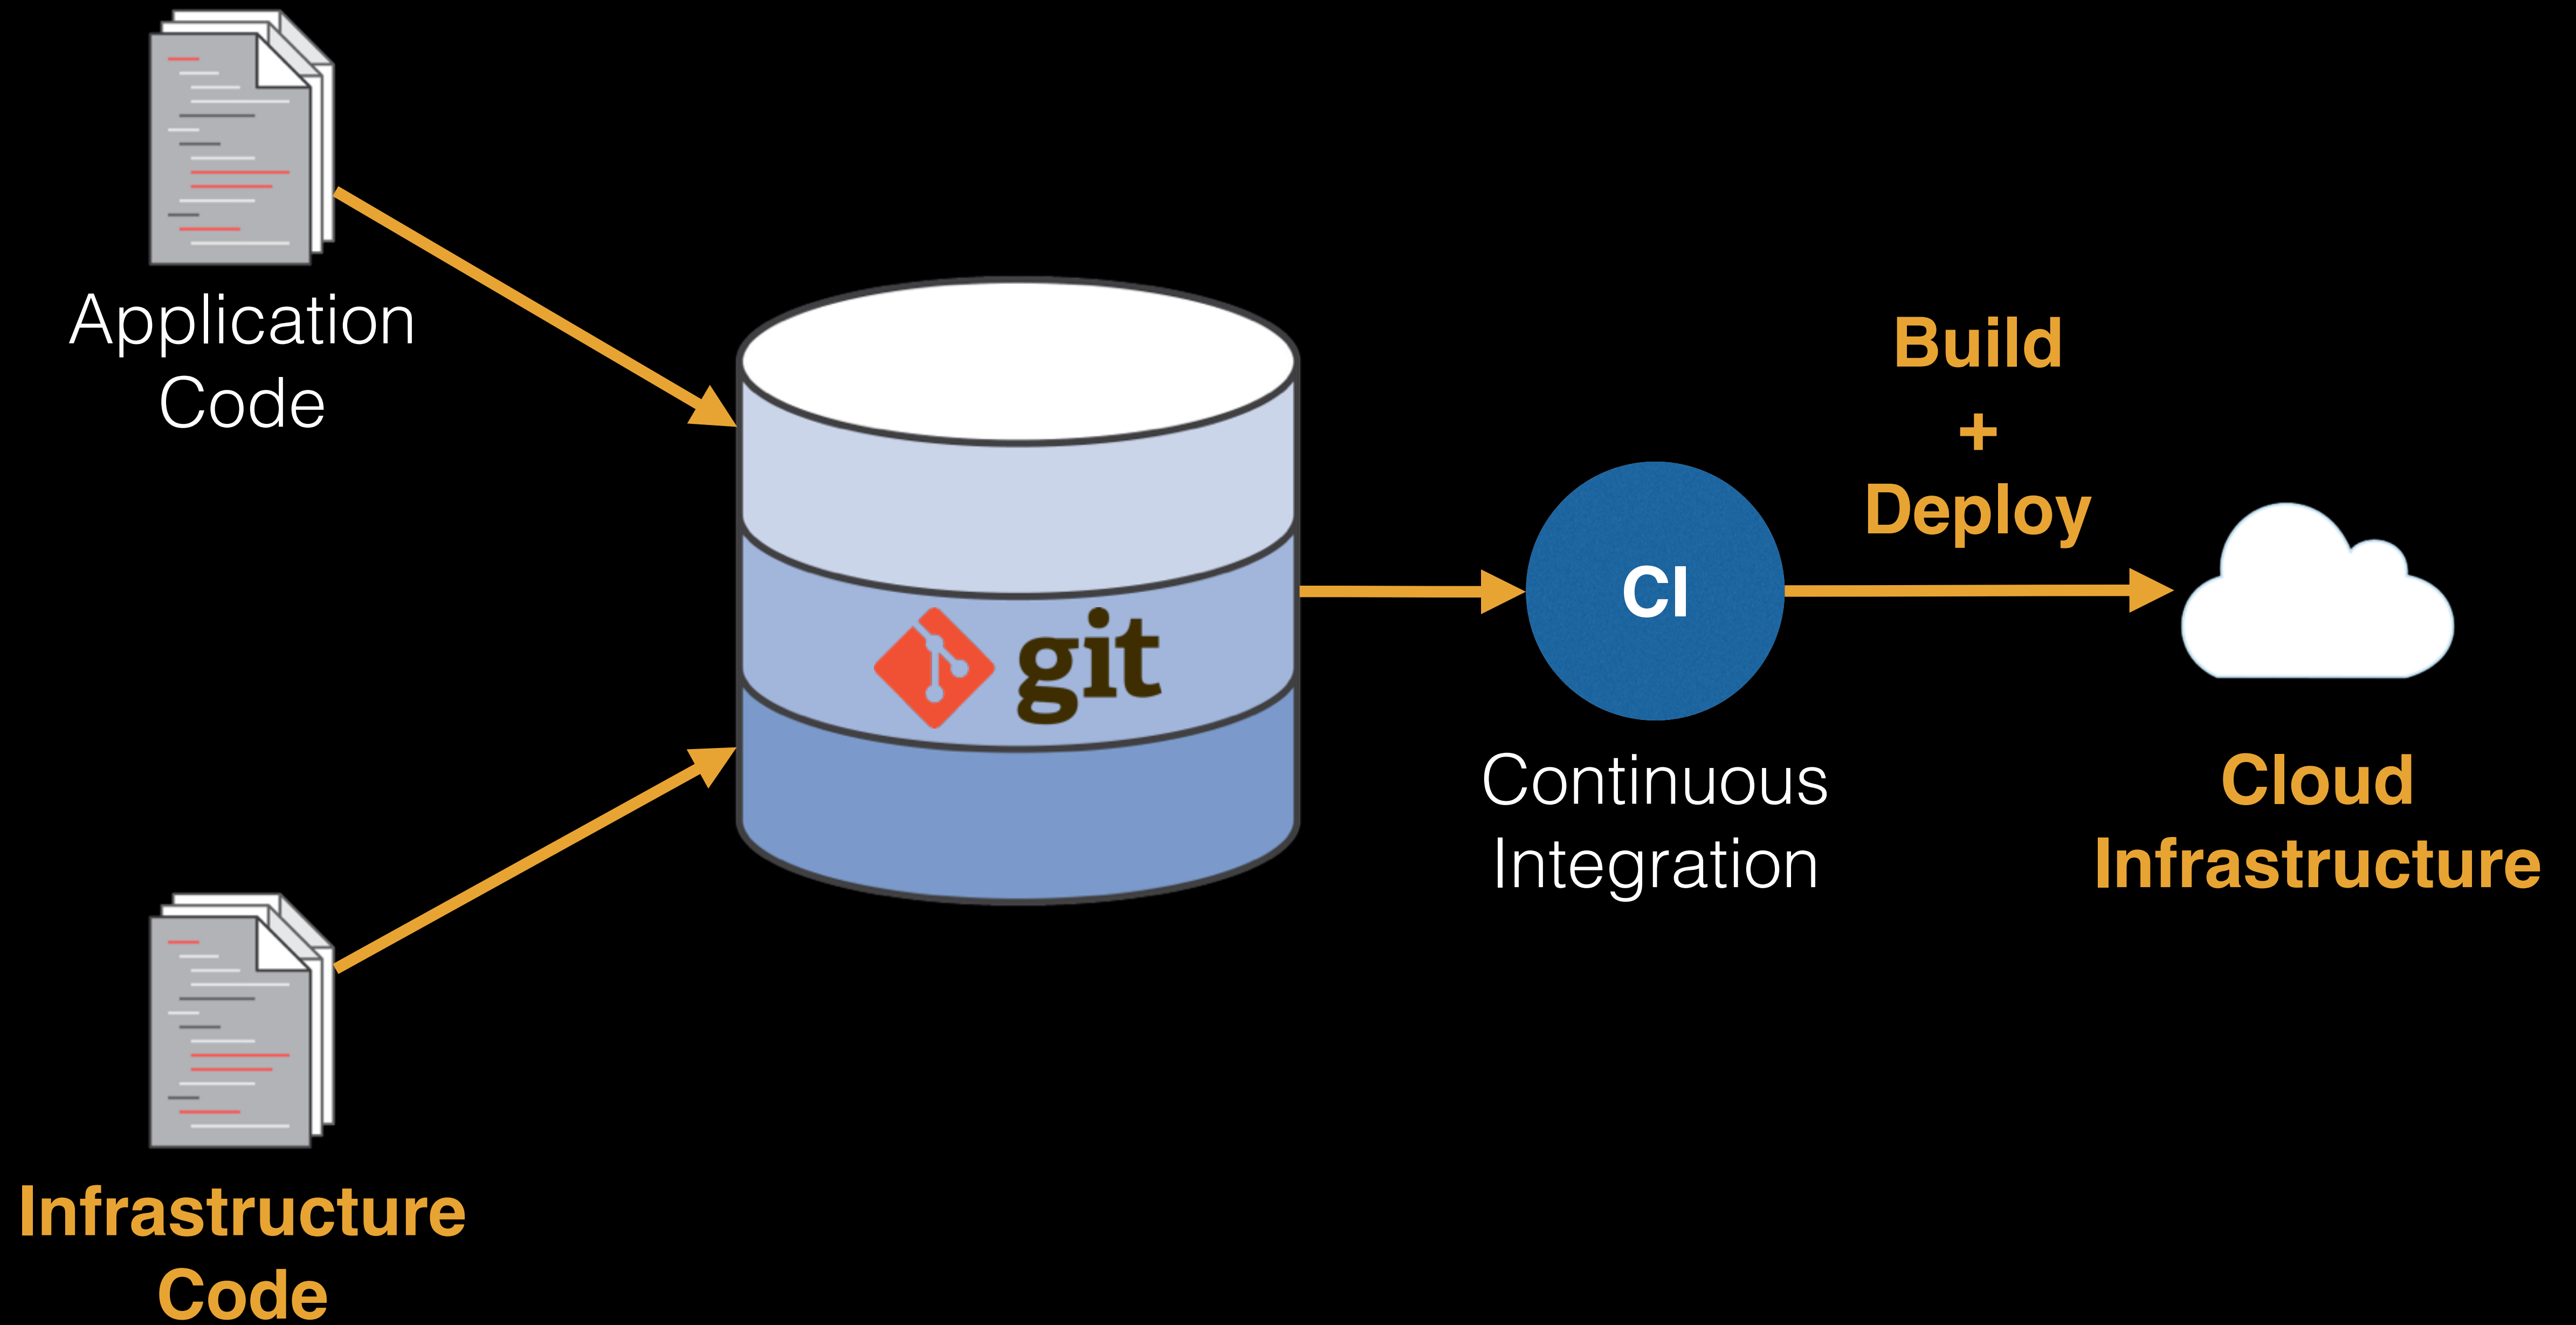 Application
Code
Infrastructure
Code
git
CI
Continuous
Integration
Build
+
Deploy
Cloud
Infrastructure